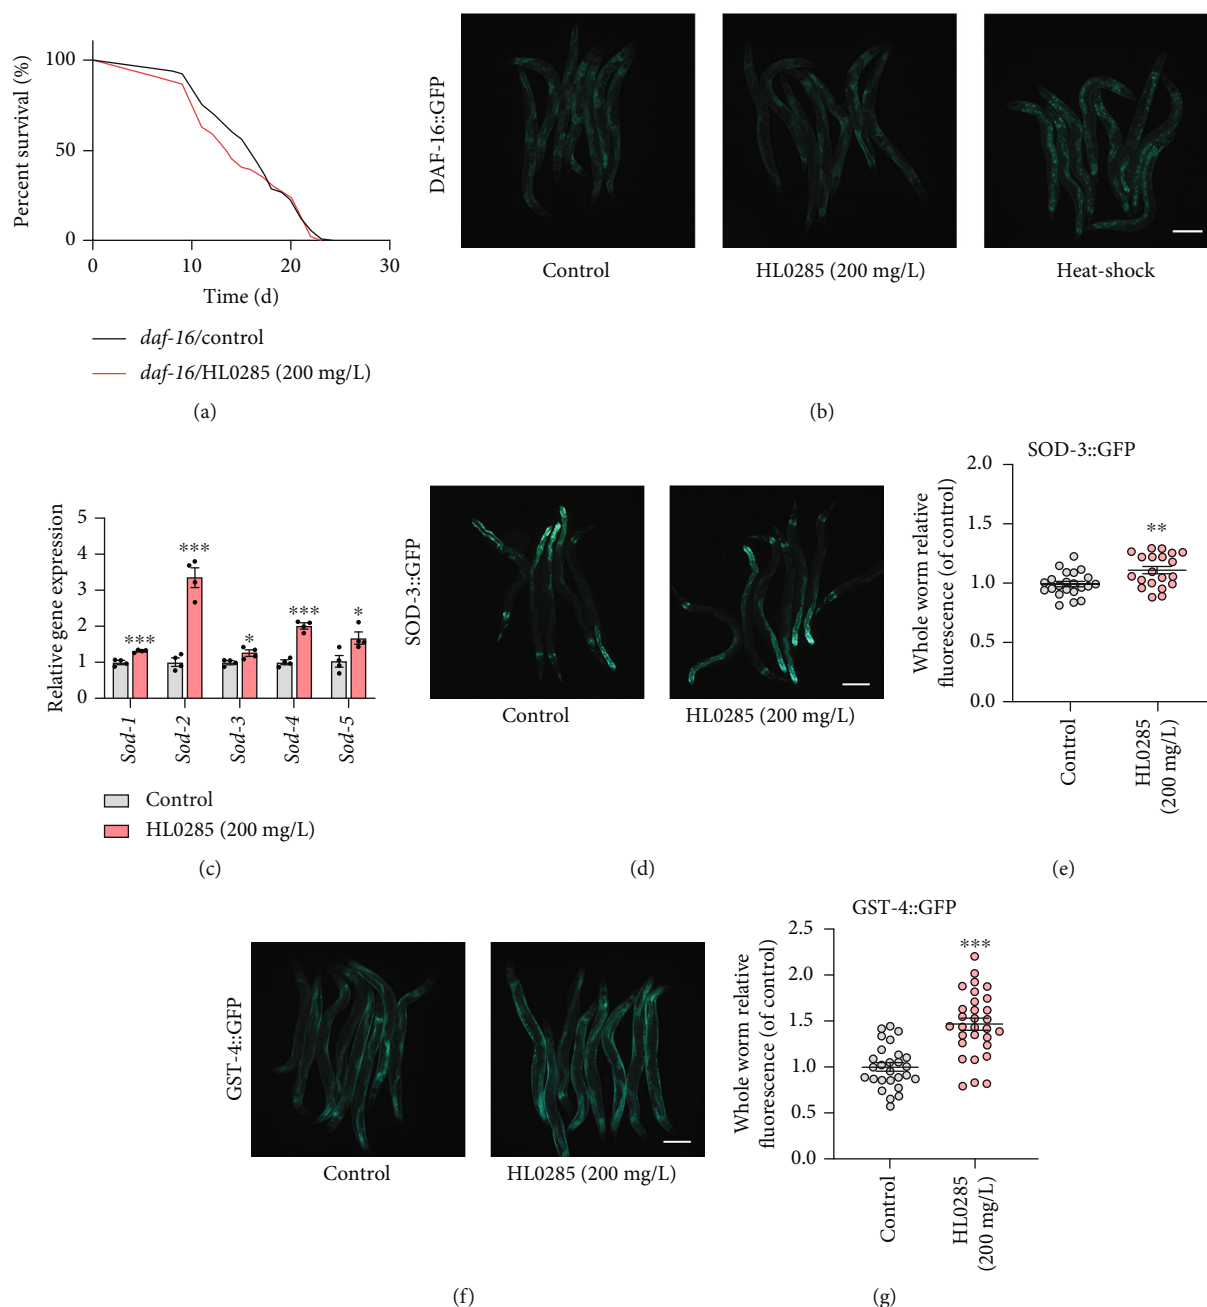 100
50
0
Percent survival (%)
0
10
20
30
Time (d)
daf-16/control
daf-16/HL0285 (200 mg/L)
(a)
DAF-16::GFP
Control
HL0285 (200 mg/L)
Heat-shock
(b)
5
4
3
2
1
0
Relative gene expression
***
***
*
***
*
Sod-1
Sod-2
Sod-3
Sod-4
Sod-5
Control
HL0285 (200 mg/L)
(c)
SOD-3::GFP
Control
HL0285 (200 mg/L)
(d)
SOD-3::GFP
2.0
1.5
1.0
0.5
0.0
Whole worm relative
fluorescence (of control)
**
Control
HL0285
(200 mg/L)
(e)
GST-4::GFP
Control
HL0285 (200 mg/L)
(f)
GST-4::GFP
2.5
2.0
1.5
1.0
0.5
0.0
Whole worm relative
fluorescence (of control)
***
Control
HL0285
(200 mg/L)
(g)